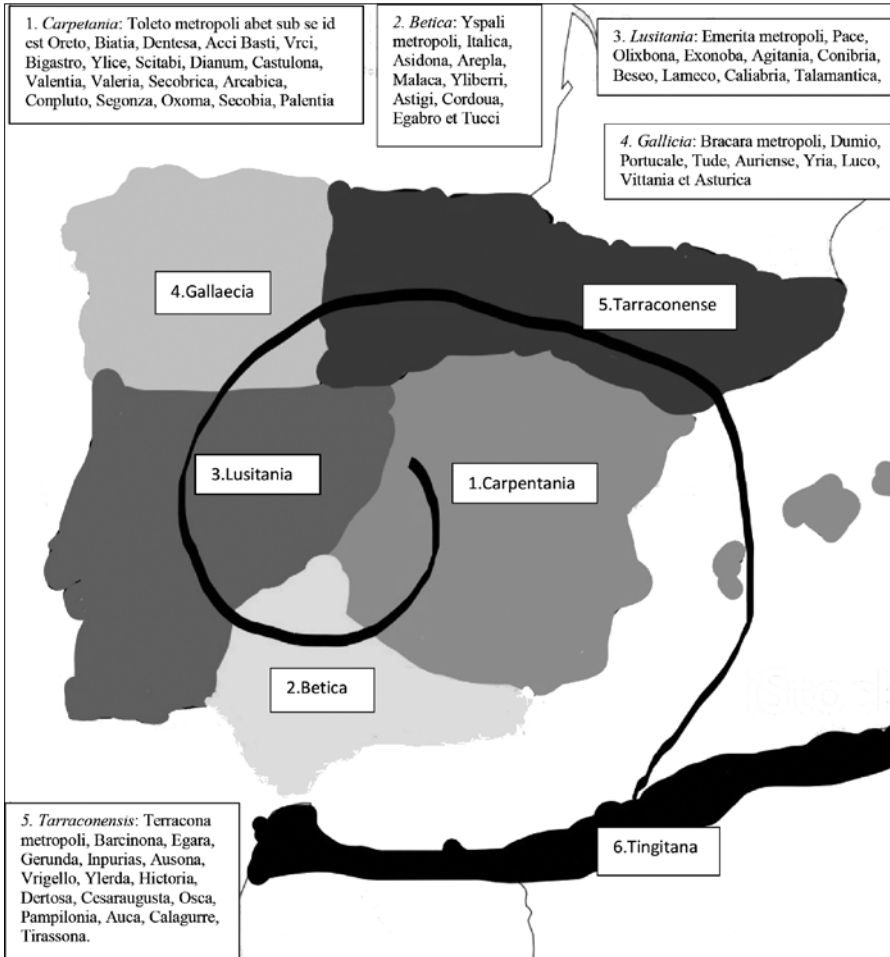 1. Carpetania: Toleto metropoli abet sub se id
est Oreto, Biatia, Dentesa, Acci Basti, Vrci,
Bigastro, Ylice, Scitabi, Dianum, Castulona,
Valentia, Valeria, Secobrica, Arcabica,
Conpluto, Segonza, Oxoma, Secobia, Palentia
2. Betica: Yspali
metropoli, Italica,
Asidona, Arepla,
Malaca, Yliberri,
Astigi, Cordoua,
Egabro et Tucci
3. Lusitania: Emerita metropoli, Pace,
Olixbona, Exonoba, Agitania, Conibria,
Beseo, Lameco, Caliabria, Talamantica,
4. Gallicia: Bracara metropoli, Dumio,
Portucale, Tude, Auriense, Yria, Luco,
Vittania et Asturica
4.Gallaecia
5.Tarraconense
3.Lusitania
1.Carpentania
2.Betica
iStock
6.Tingitana
5. Tarraconensis: Terracona
metropoli, Barcinona, Egara,
Gerunda, Inpurias, Ausona,
Vrigello, Ylerda, Hictoria,
Dertosa, Cesaraugusta, Osca,
Pampilonia, Auca, Calagurre,
Tirassona.